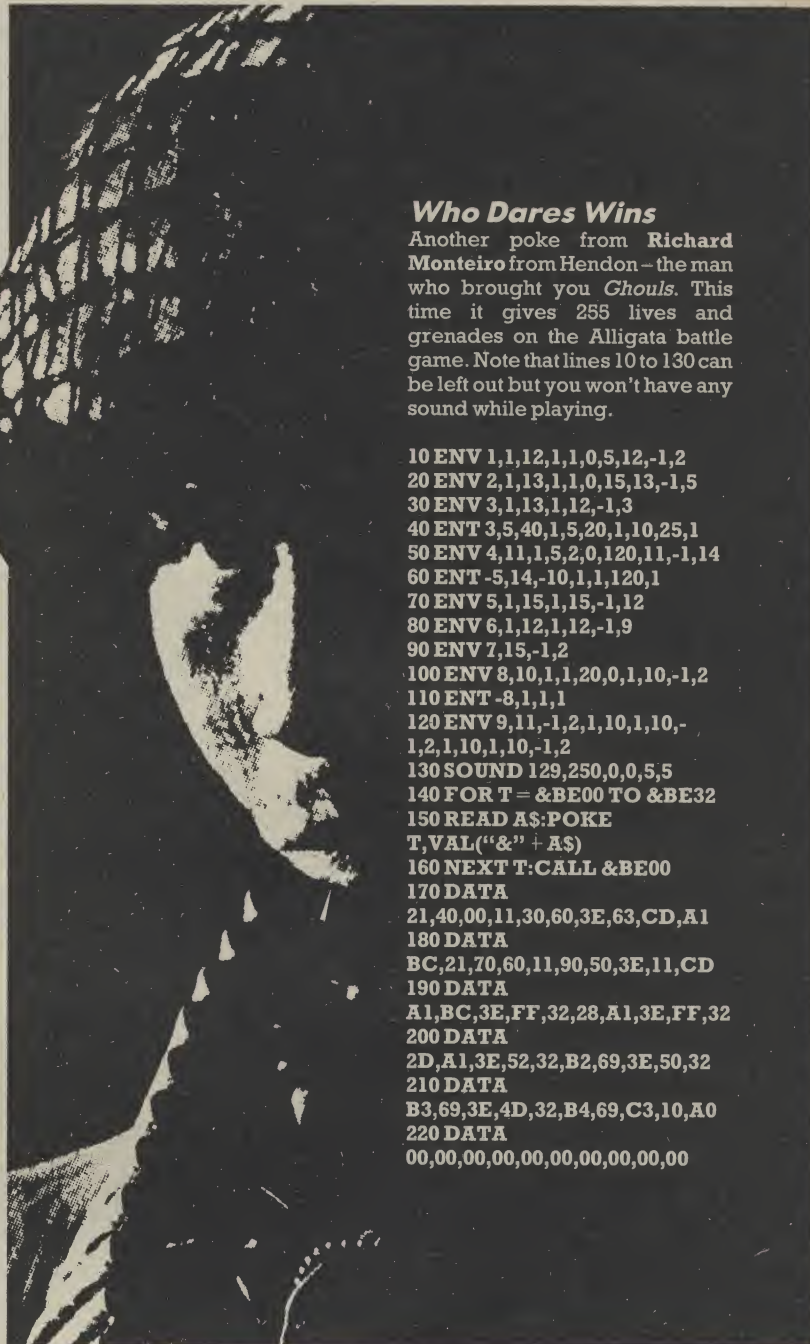 Who Dares Wins
Another poke from Richard
Monteiro from Hendon – the man
who brought you Ghouls. This
time it gives 255 lives and
grenades on the Alligata battle
game. Note that lines 10 to 130 can
be left out but you won't have any
sound while playing.
10 ENV 1,1,12,1,1,0,5,12,-1,2
20 ENV 2,1,13,1,1,0,15,13,-1,5
30 ENV 3,1,13,1,12,-1,3
40 ENT 3,5,40,1,5,20,1,10,25,1
50 ENV 4,11,1,5,2,0,120,11,-1,14
60 ENT -5,14,-10,1,1,120,1
70 ENV 5,1,15,1,15,-1,12
80 ENV 6,1,12,1,12,-1,9
90 ENV 7,15,-1,2
100 ENV 8,10,1,1,20,0,1,10,-1,2
110 ENT -8,1,1,1
120 ENV 9,11,-1,2,1,10,1,10,-
1,2,1,10,1,10,-1,2
130 SOUND 129,250,0,0,5,5
140 FOR T = &BE00 TO &BE32
150 READ A$:POKE
T,VAL("&" + A$)
160 NEXT T:CALL &BE00
170 DATA
21,40,00,11,30,60,3E,63,CD,A1
180 DATA
BC,21,70,60,11,90,50,3E,11,CD
190 DATA
A1,BC,3E,FF,32,28,A1,3E,FF,32
200 DATA
2D,A1,3E,52,32,B2,69,3E,50,32
210 DATA
B3,69,3E,4D,32,B4,69,C3,10,A0
220 DATA
00,00,00,00,00,00,00,00,00,00